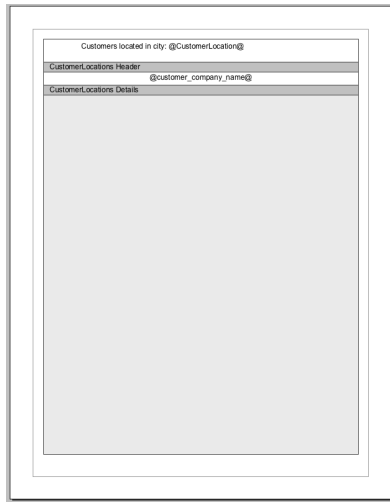 Customers located in city: @CustomerLocation@
CustomerLocations Header
@customer_company_name@
CustomerLocations Details